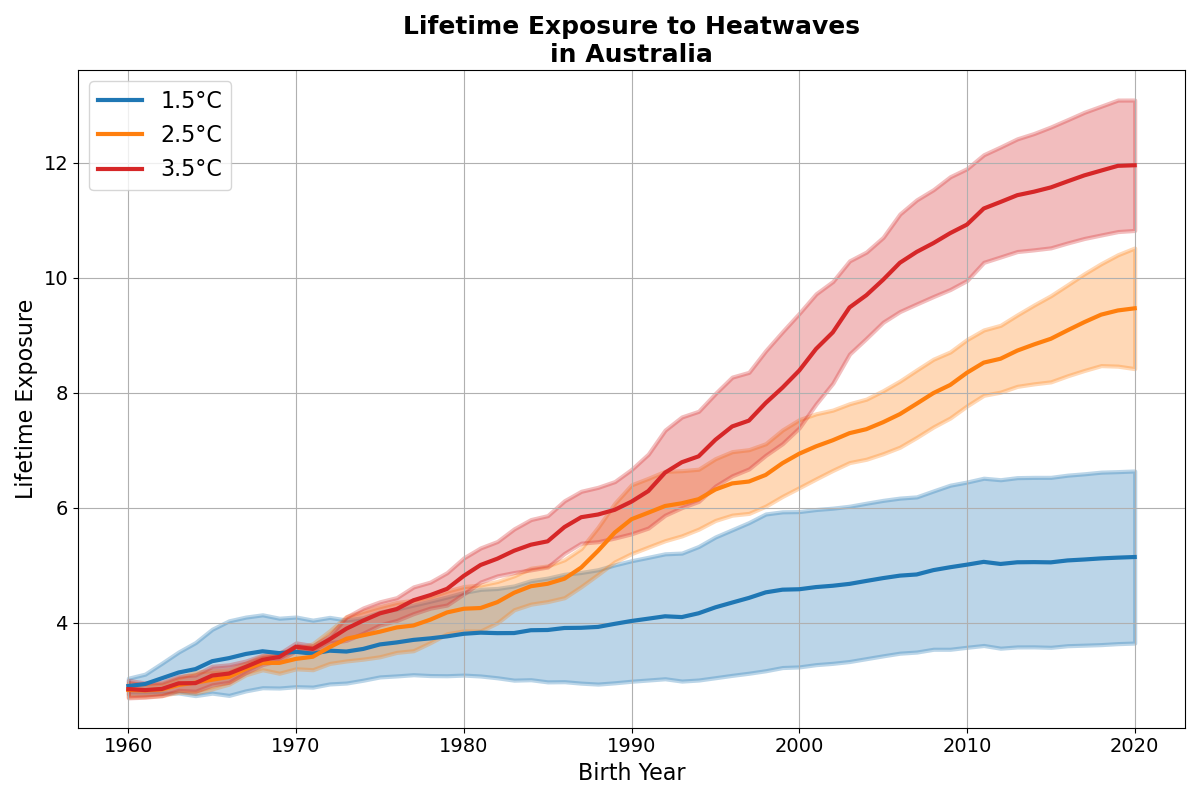 Lifetime Exposure to Heatwaves
in Australia
1.5°C
2.5°C
3.5°C
12
10
8
6
4
Lifetime Exposure
1960 1970 1980 1990 2000 2010 2020
Birth Year